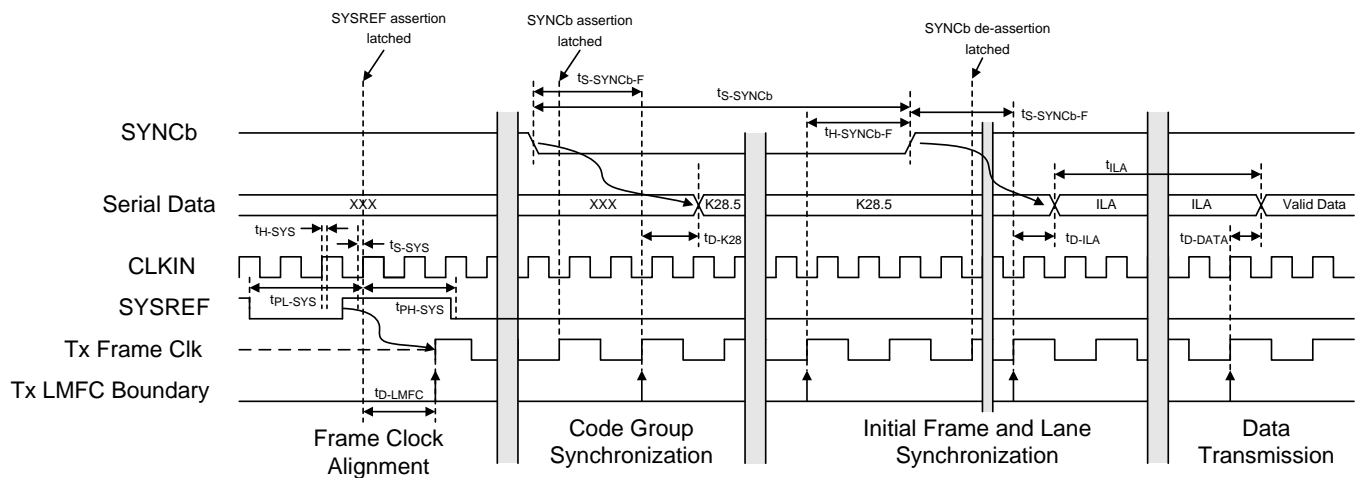 SYSREF assertion
latched
SYNCb assertion
latched
SYNCb de-assertion
latched
tS-SYNCb-F
tS-SYNCb
tS-SYNCb-F
SYNCb
tH-SYNCb-F
tILA
Serial Data
XXX
XXX
K28.5
K28.5
ILA
ILA
Valid Data
tH-SYS
tS-SYS
tD-K28
tD-ILA
tD-DATA
CLKIN
tPL-SYS
tPH-SYS
SYSREF
Tx Frame Clk
Tx LMFC Boundary
tD-LMFC
Frame Clock
Alignment
Code Group
Synchronization
Initial Frame and Lane
Synchronization
Data
Transmission